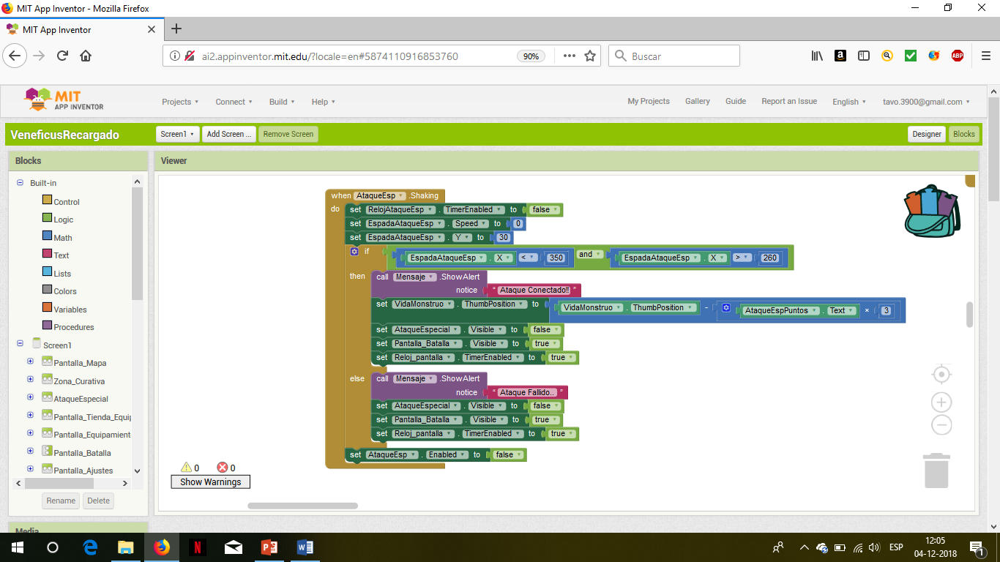 MIT App Inventor - Mozilla Firefox
MIT App Inventor
ai2.appinventor.mit.edu/?locale=en#5874110916853760
90%
Buscar
ABP
MIT
APP INVENTOR
Projects
Connect
Build
Help
My Projects
Gallery
Guide
Report an Issue
English
tavo.3900@gmail.com
VeneficusRecargado
Screen1
Add Screen ...
Remove Screen
Designer
Blocks
Blocks
Viewer
Built-in
Control
Logic
Math
Text
Lists
Colors
Variables
Procedures
Screen1
Pantalla_Mapa
Zona_Curativa
AtaqueEspecial
Pantalla_Tienda_Equip
Pantalla_Equipamient
Pantalla_Batalla
Pantalla_Ajustes
Rename
Delete
Media
when AtaqueEsp .Shaking
do set RelojAtaqueEsp . TimerEnabled to false
set EspadaAtaqueEsp . Speed to 0
set EspadaAtaqueEsp . Y to 30
if EspadaAtaqueEsp . X < 350 and EspadaAtaqueEsp . X > 260
then call Mensaje .ShowAlert
notice " Ataque Conectado!! "
set VidaMonstruo . ThumbPosition to VidaMonstruo . ThumbPosition - AtaqueEspPuntos . Text × 3
set AtaqueEspecial . Visible to false
set Pantalla_Batalla . Visible to true
set Reloj_pantalla . TimerEnabled to true
else call Mensaje .ShowAlert
notice " Ataque Fallido.. "
set AtaqueEspecial . Visible to false
set Pantalla_Batalla . Visible to true
set Reloj_pantalla . TimerEnabled to true
set AtaqueEsp . Enabled to false
0
0
Show Warnings
ESP
12:05
04-12-2018
1